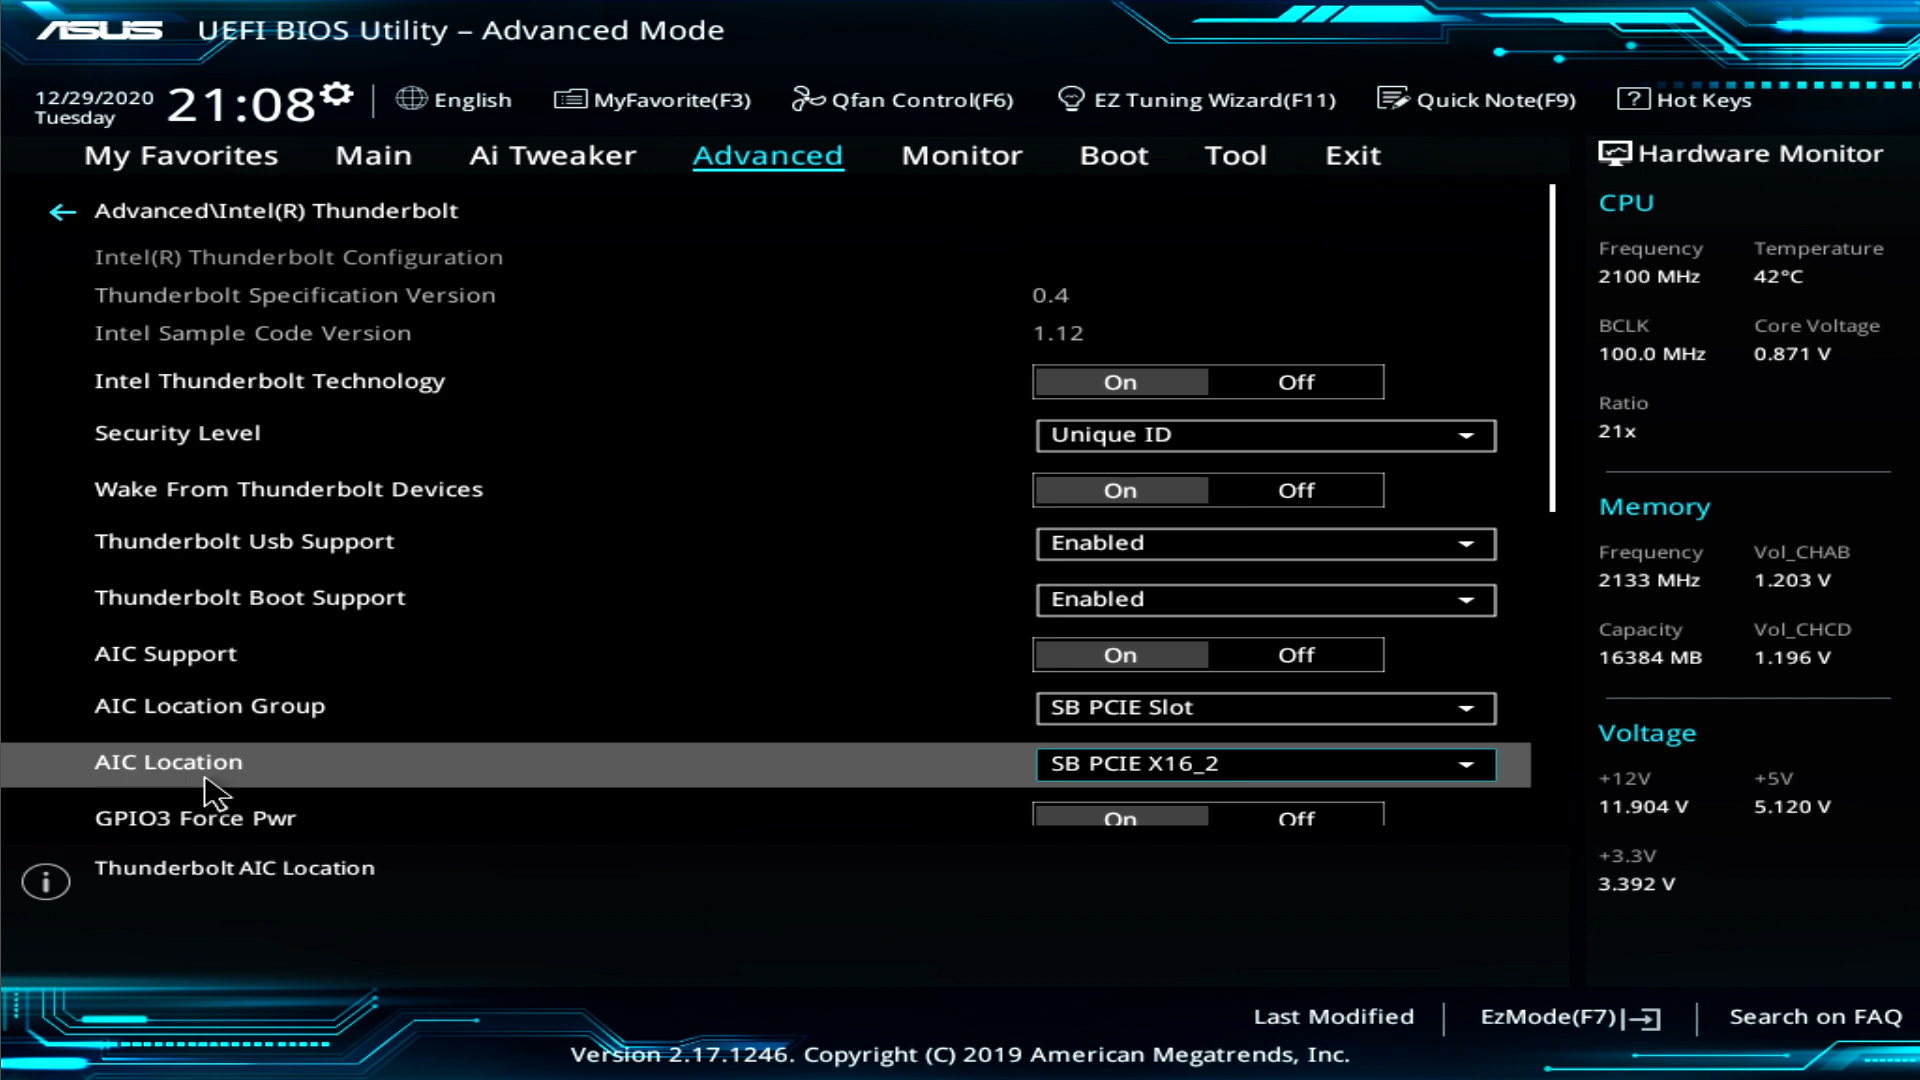 ASUS UEFI BIOS Utility – Advanced Mode
12/29/2020
Tuesday
21:08
English
MyFavorite(F3)
Qfan Control(F6)
EZ Tuning Wizard(F11)
Quick Note(F9)
? Hot Keys
My Favorites Main Ai Tweaker Advanced Monitor Boot Tool Exit
Advanced\Intel(R) Thunderbolt
Intel(R) Thunderbolt Configuration
Thunderbolt Specification Version 0.4
Intel Sample Code Version 1.12
Intel Thunderbolt Technology On Off
Security Level Unique ID
Wake From Thunderbolt Devices On Off
Thunderbolt Usb Support Enabled
Thunderbolt Boot Support Enabled
AIC Support On Off
AIC Location Group SB PCIE Slot
AIC Location SB PCIE X16_2
GPIO3 Force Pwr On Off
i Thunderbolt AIC Location
Hardware Monitor
CPU
Frequency Temperature
2100 MHz 42°C
BCLK Core Voltage
100.0 MHz 0.871 V
Ratio
21x
Memory
Frequency Vol_CHAB
2133 MHz 1.203 V
Capacity Vol_CHCD
16384 MB 1.196 V
Voltage
+12V +5V
11.904 V 5.120 V
+3.3V
3.392 V
Last Modified EzMode(F7) Search on FAQ
Version 2.17.1246. Copyright (C) 2019 American Megatrends, Inc.